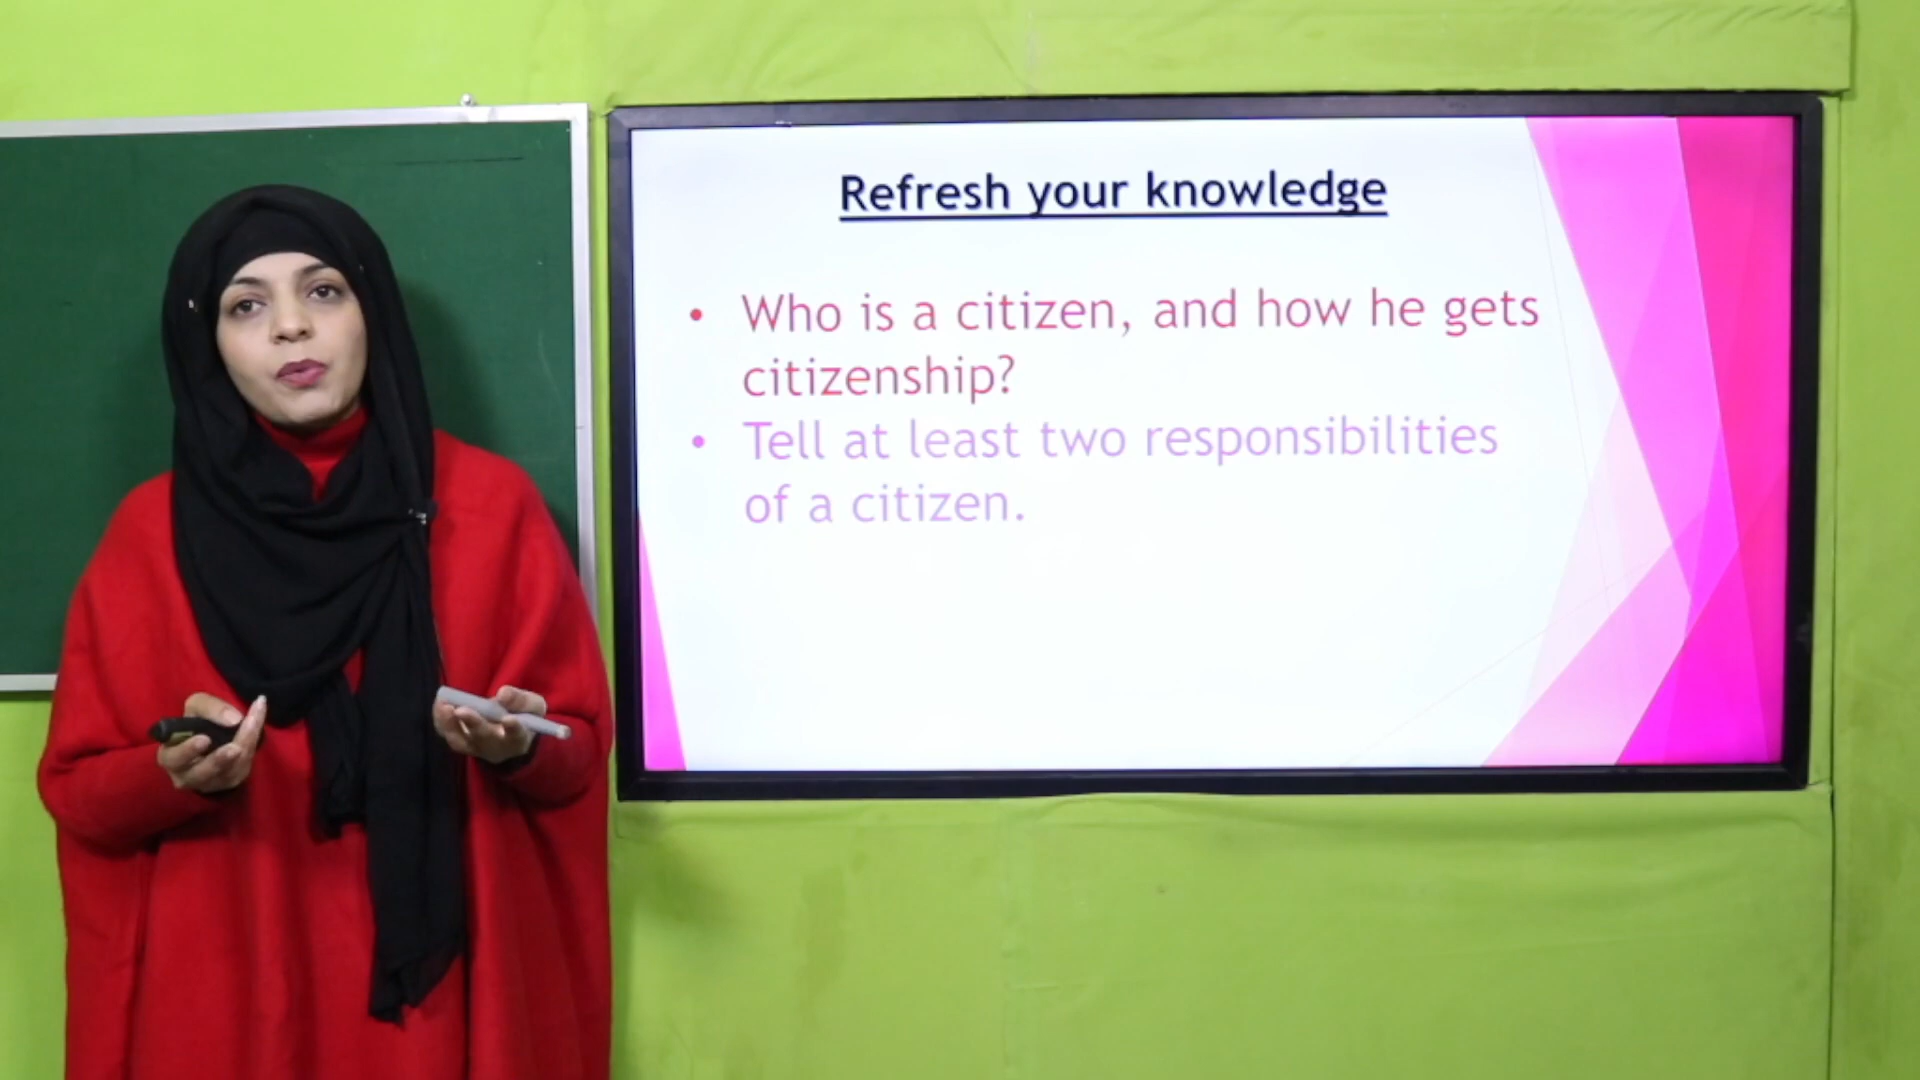 Refresh your knowledge
• Who is a citizen, and how he gets
citizenship?
• Tell at least two responsibilities
of a citizen.